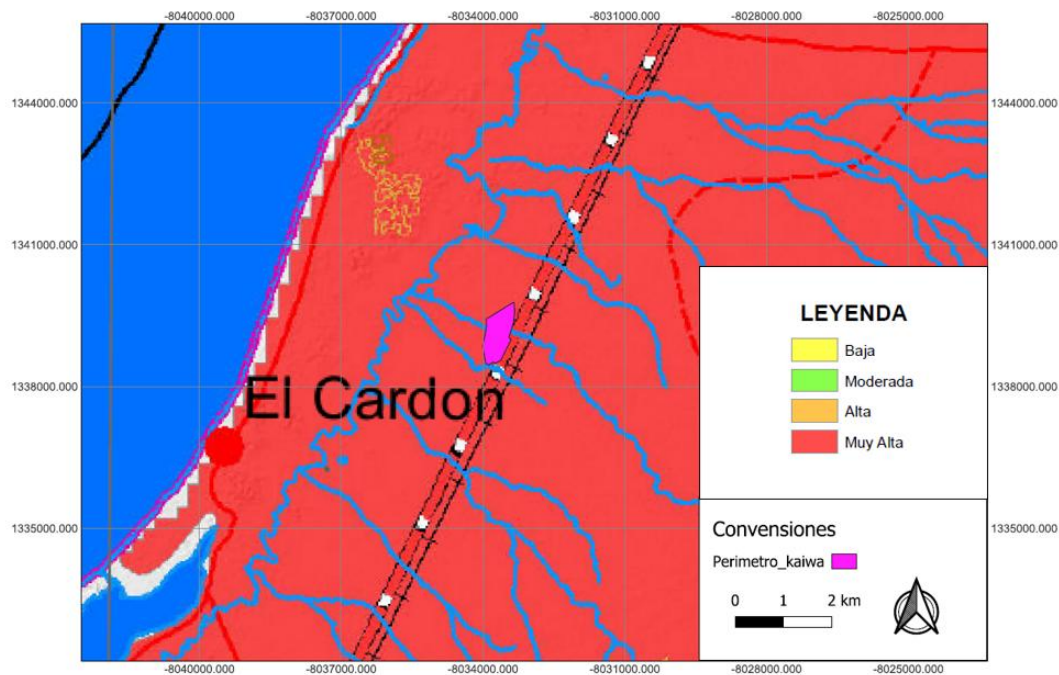 -8040000.000 -8037000.000 -8034000.000 -8031000.000 -8028000.000 -8025000.000
1344000.000 1344000.000
1341000.000 1341000.000
LEYENDA
Baja
Moderada
1338000.000 1338000.000
El Cardon
Alta
Muy Alta
1335000.000 1335000.000
Convensiones
Perimetro_kaiwa
0 1 2 km
-8040000.000 -8037000.000 -8034000.000 -8031000.000 -8028000.000 -8025000.000